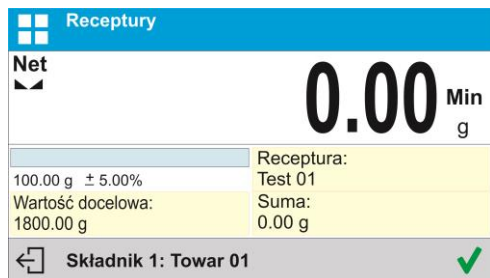 Receptury
Net
0.00 Min
g
100.00 g ± 5.00%
Wartość docelowa:
1800.00 g
Receptura:
Test 01
Suma:
0.00 g
Składnik 1: Towar 01